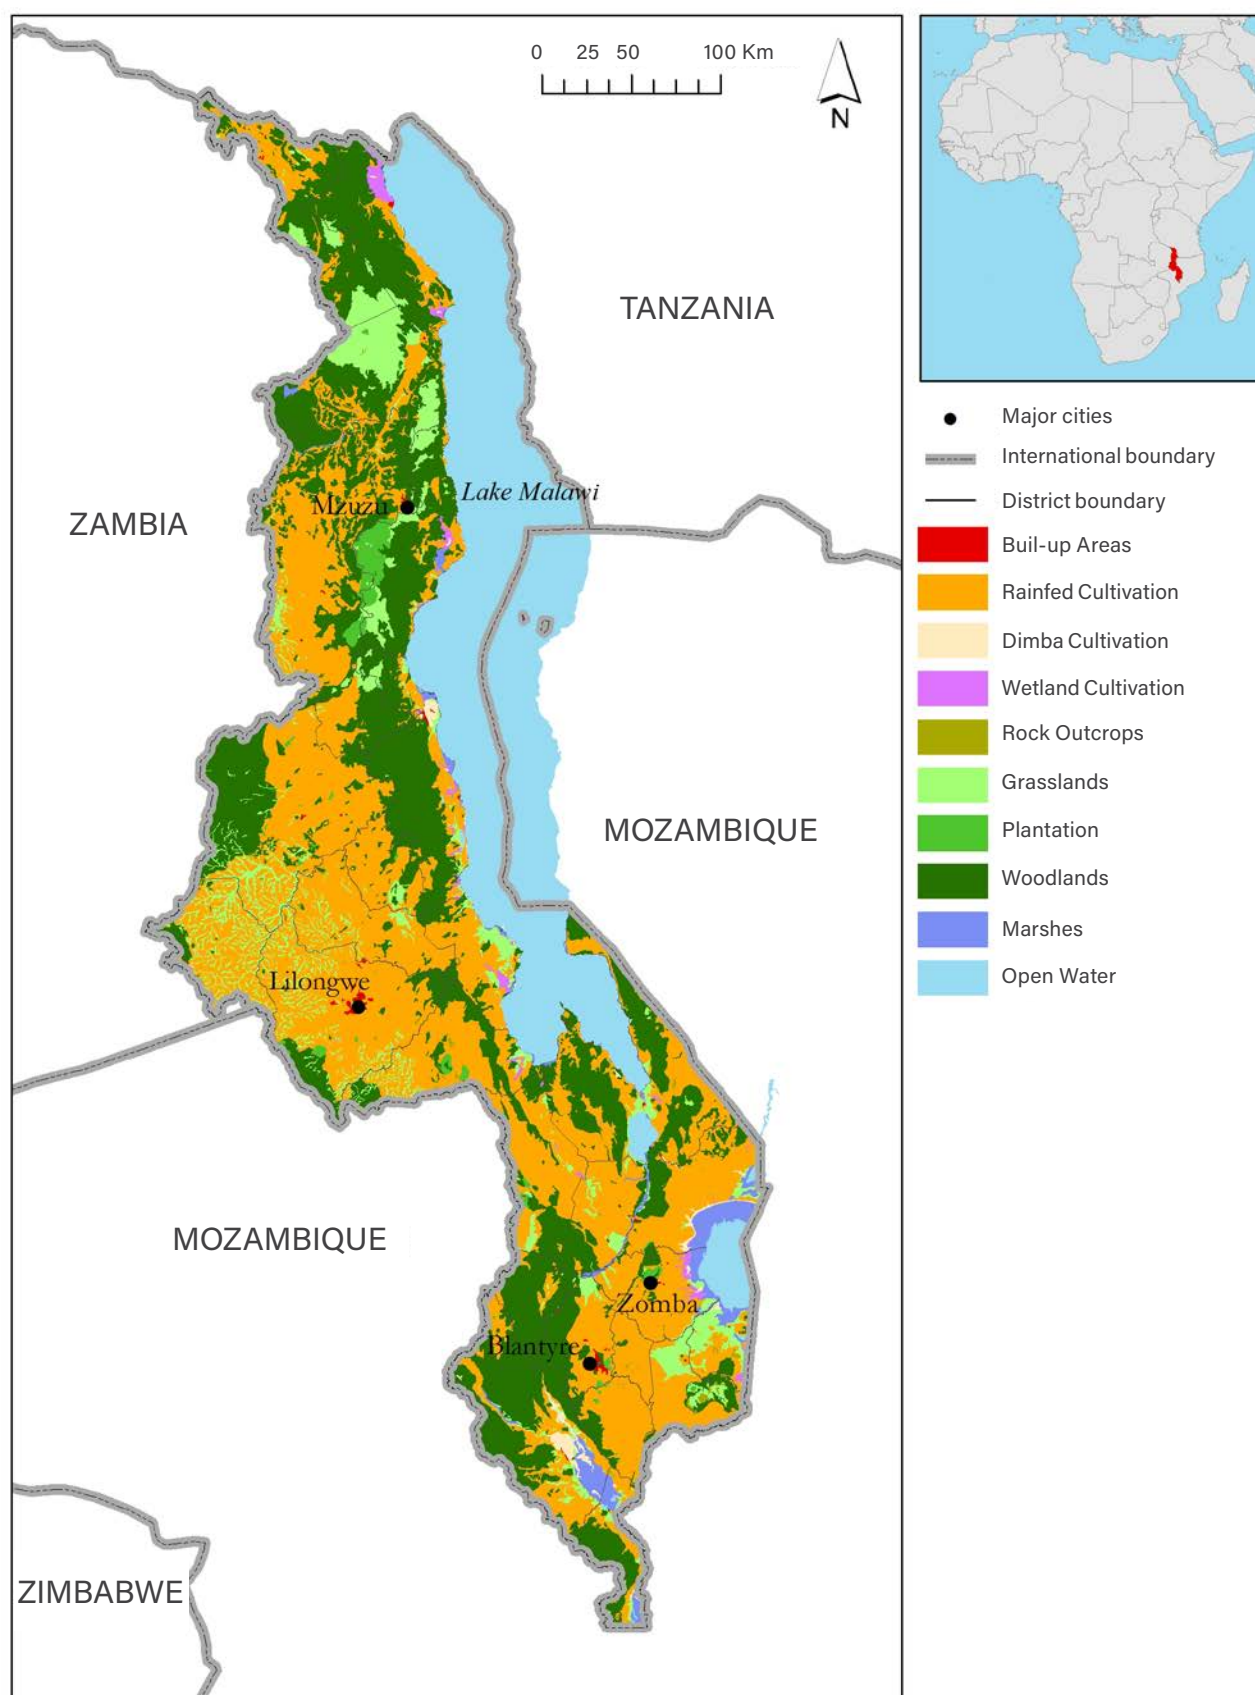 0 25 50 100 Km
N
TANZANIA
Lake Malawi
Mzuzu
ZAMBIA
MOZAMBIQUE
Lilongwe
MOZAMBIQUE
Zomba
Blantyre
ZIMBABWE
Major cities
International boundary
District boundary
Buil-up Areas
Rainfed Cultivation
Dimba Cultivation
Wetland Cultivation
Rock Outcrops
Grasslands
Plantation
Woodlands
Marshes
Open Water